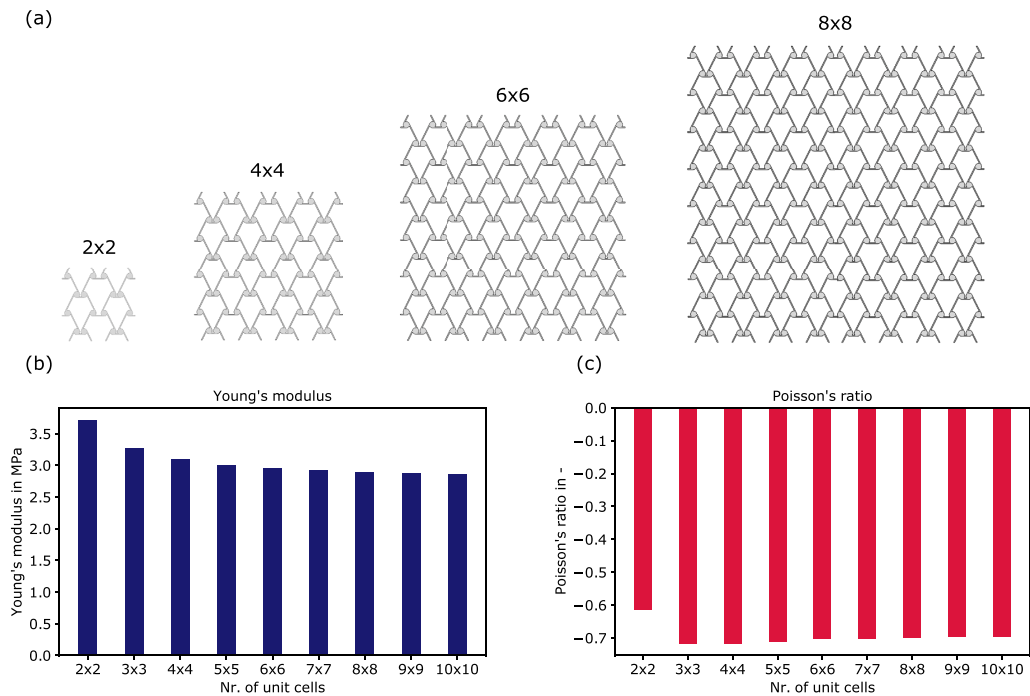 (a)
8x8
6x6
4x4
2x2
(b)
(c)
Young's modulus
Poisson's ratio
Young's modulus in MPa
3.5
3.0
2.5
2.0
1.5
1.0
0.5
0.0
2x2 3x3 4x4 5x5 6x6 7x7 8x8 9x9 10x10
Nr. of unit cells
Poisson's ratio in -
0.0
−0.1
−0.2
−0.3
−0.4
−0.5
−0.6
−0.7
2x2 3x3 4x4 5x5 6x6 7x7 8x8 9x9 10x10
Nr. of unit cells